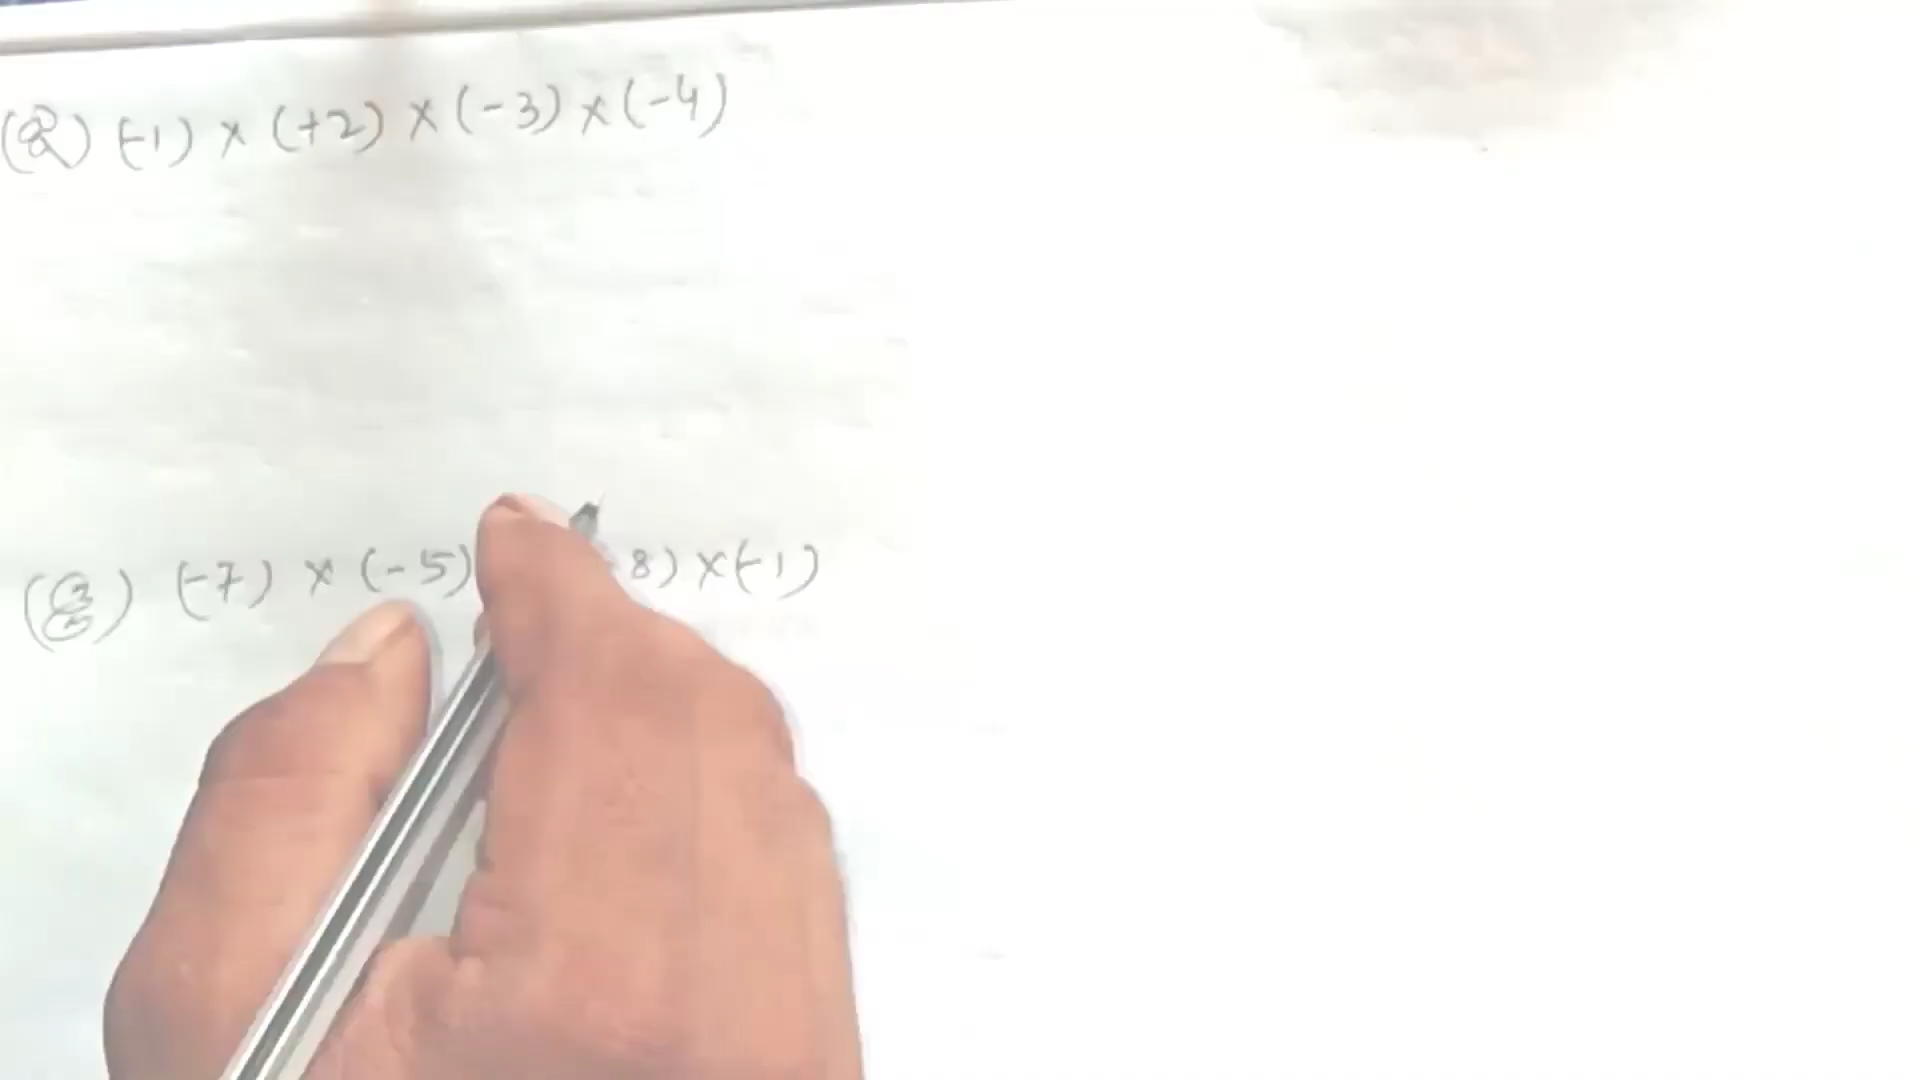 (Q) (-1) × (+2) × (-3) × (-4)
(-7) × (-5) 8) × (-1)